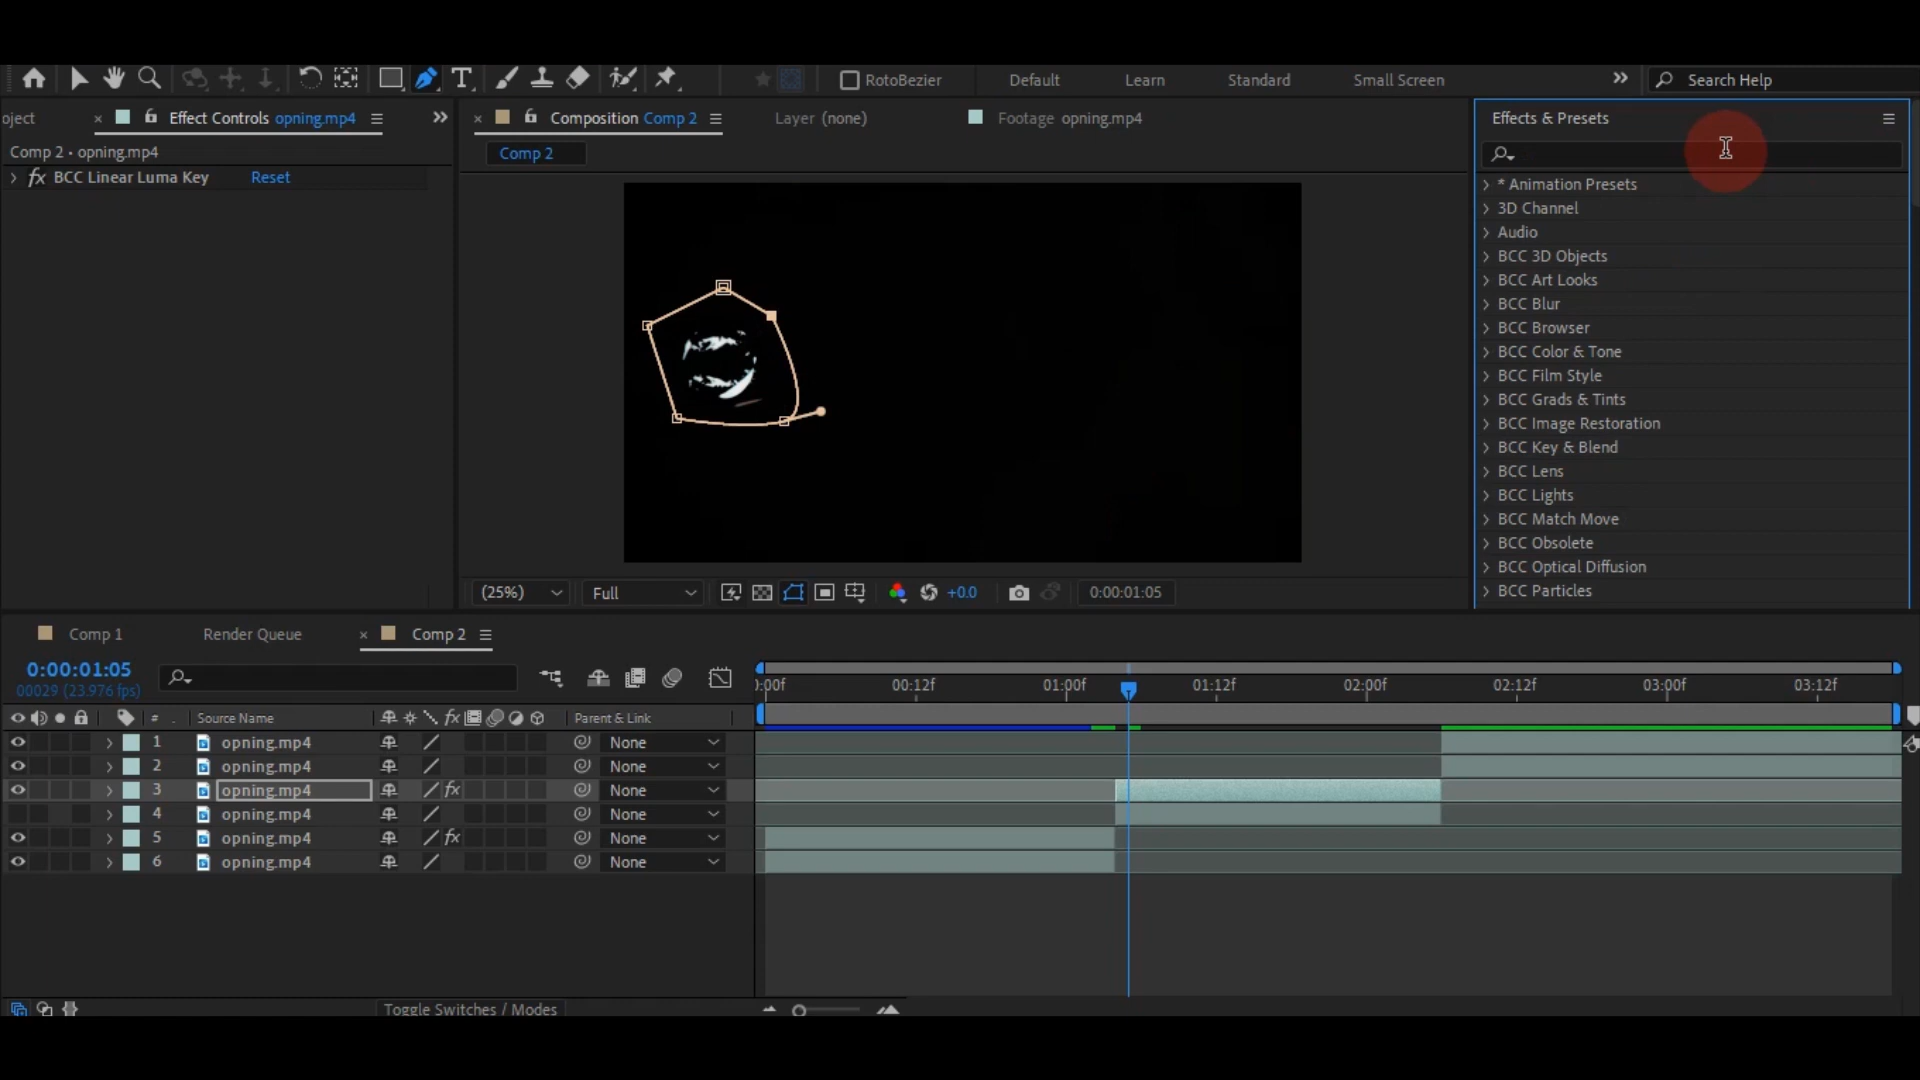 RotoBezier Default Learn Standard Small Screen Search Help
oject Effect Controls opning.mp4 Composition Comp 2 Layer (none) Footage opning.mp4 Effects & Presets
Comp 2 • opning.mp4 Comp 2
fx BCC Linear Luma Key Reset
* Animation Presets
3D Channel
Audio
BCC 3D Objects
BCC Art Looks
BCC Blur
BCC Browser
BCC Color & Tone
BCC Film Style
BCC Grads & Tints
BCC Image Restoration
BCC Key & Blend
BCC Lens
BCC Lights
BCC Match Move
BCC Obsolete
BCC Optical Diffusion
BCC Particles
(25%) Full +0.0 0:00:01:05
Comp 1 Render Queue Comp 2
0:00:01:05
00029 (23.976 fps)
:00f 00:12f 01:00f 01:12f 02:00f 02:12f 03:00f 03:12f
# . Source Name fx Parent & Link
1 opning.mp4 None
2 opning.mp4 None
3 opning.mp4 fx None
4 opning.mp4 None
5 opning.mp4 fx None
6 opning.mp4 None
Toggle Switches / Modes